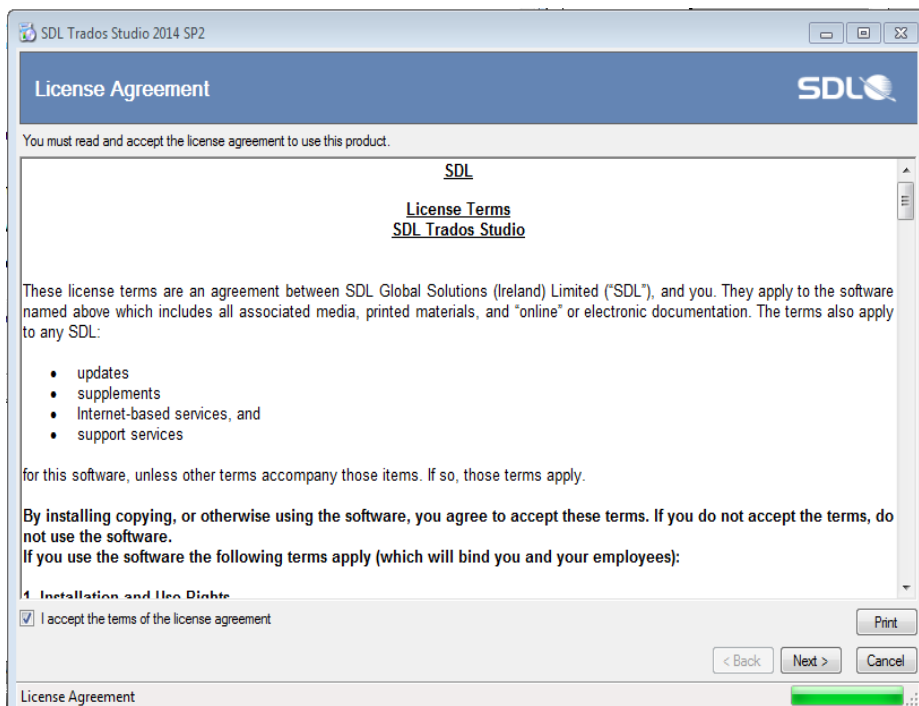 SDL Trados Studio 2014 SP2
License Agreement
SDL
You must read and accept the license agreement to use this product.
SDL
License Terms
SDL Trados Studio
These license terms are an agreement between SDL Global Solutions (Ireland) Limited (“SDL”), and you. They apply to the software
named above which includes all associated media, printed materials, and “online” or electronic documentation. The terms also apply
to any SDL:
• updates
• supplements
• Internet-based services, and
• support services
for this software, unless other terms accompany those items. If so, those terms apply.
By installing copying, or otherwise using the software, you agree to accept these terms. If you do not accept the terms, do
not use the software.
If you use the software the following terms apply (which will bind you and your employees):
1. Installation and Use Rights
I accept the terms of the license agreement
Print
< Back
Next >
Cancel
License Agreement